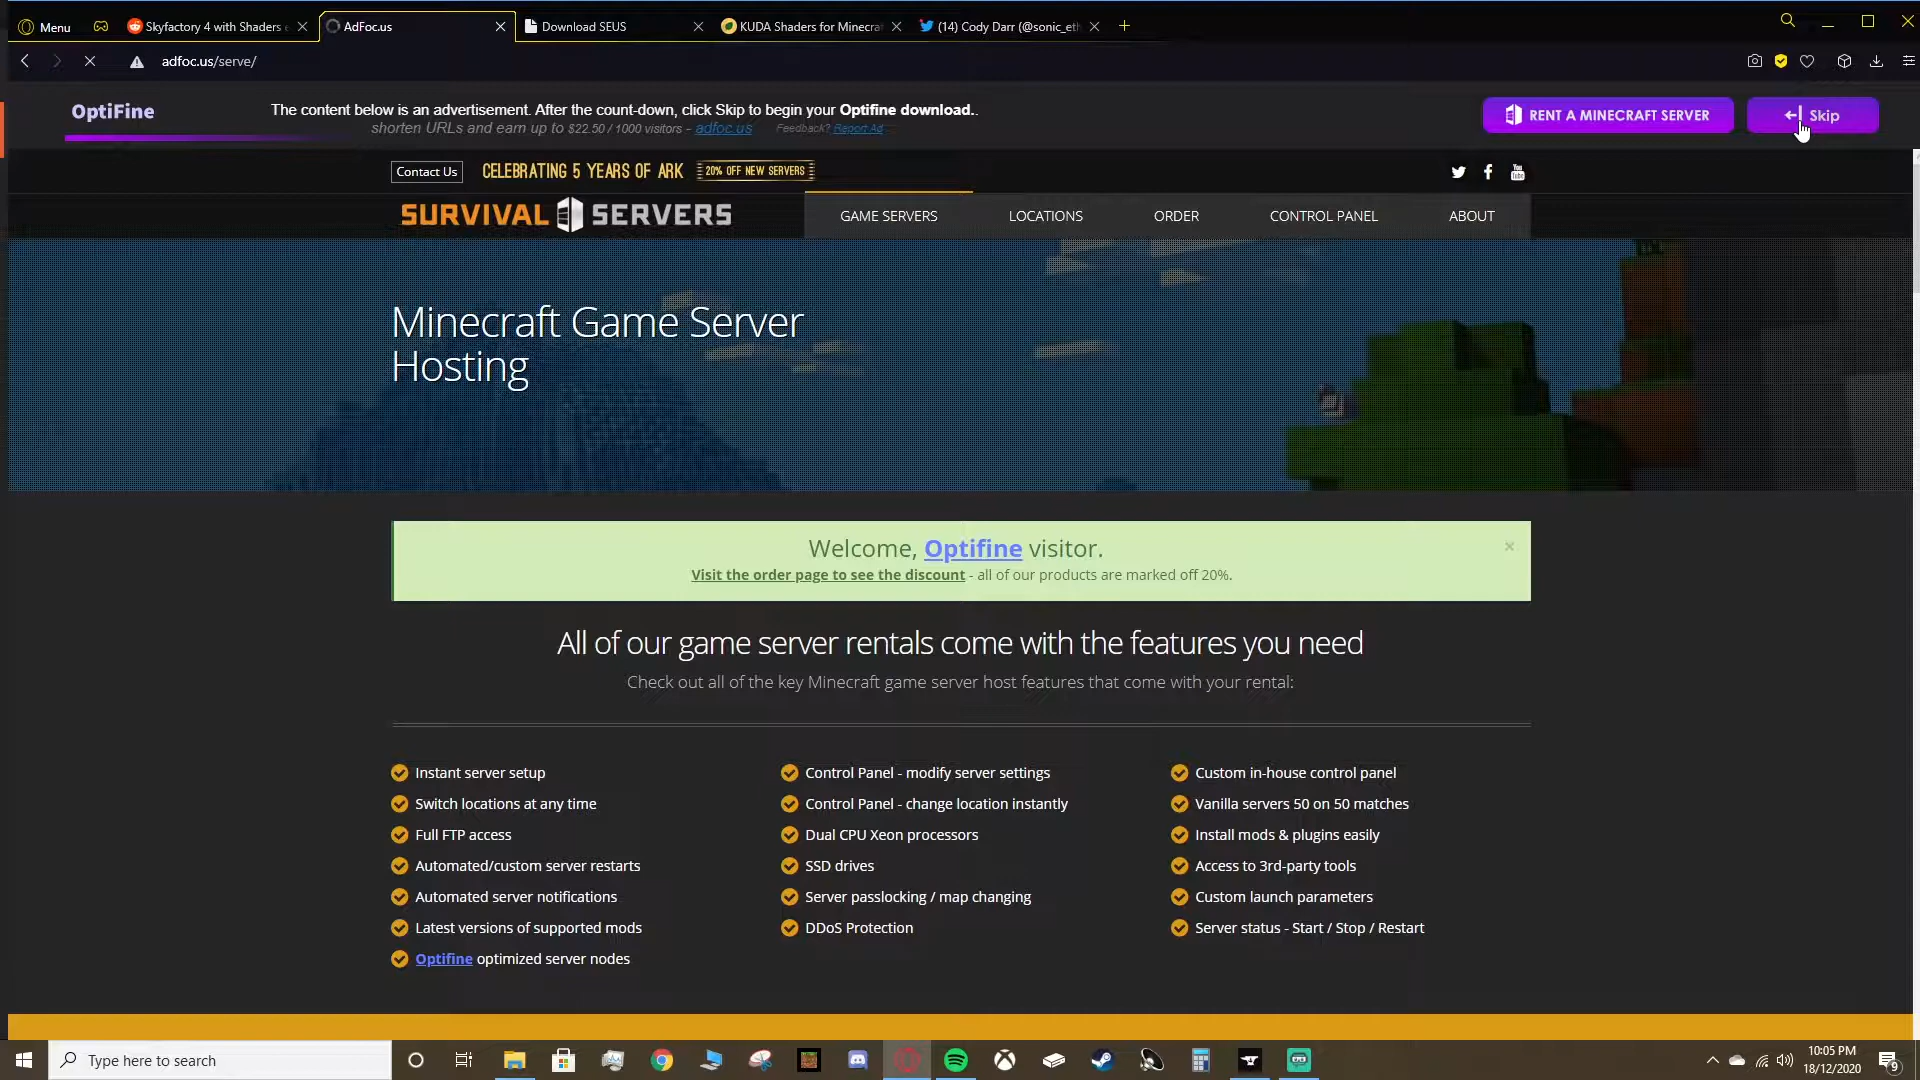 Menu
Skyfactory 4 with Shaders
AdFoc.us
Download SEUS
KUDA Shaders for Minecra
(14) Cody Darr (@sonic_eth
adfoc.us/serve/
OptiFine
The content below is an advertisement. After the count-down, click Skip to begin your Optifine download..
shorten URLs and earn up to $22.50 / 1000 visitors - adfoc.us Feedback? Report Ad
RENT A MINECRAFT SERVER
Skip
Contact Us
CELEBRATING 5 YEARS OF ARK
20% OFF NEW SERVERS
You
Tube
SURVIVAL SERVERS
GAME SERVERS
LOCATIONS
ORDER
CONTROL PANEL
ABOUT
Minecraft Game Server
Hosting
Welcome, Optifine visitor.
Visit the order page to see the discount - all of our products are marked off 20%.
All of our game server rentals come with the features you need
Check out all of the key Minecraft game server host features that come with your rental:
Instant server setup
Switch locations at any time
Full FTP access
Automated/custom server restarts
Automated server notifications
Latest versions of supported mods
Optifine optimized server nodes
Control Panel - modify server settings
Control Panel - change location instantly
Dual CPU Xeon processors
SSD drives
Server passlocking / map changing
DDoS Protection
Custom in-house control panel
Vanilla servers 50 on 50 matches
Install mods & plugins easily
Access to 3rd-party tools
Custom launch parameters
Server status - Start / Stop / Restart
Type here to search
10:05 PM
18/12/2020
9